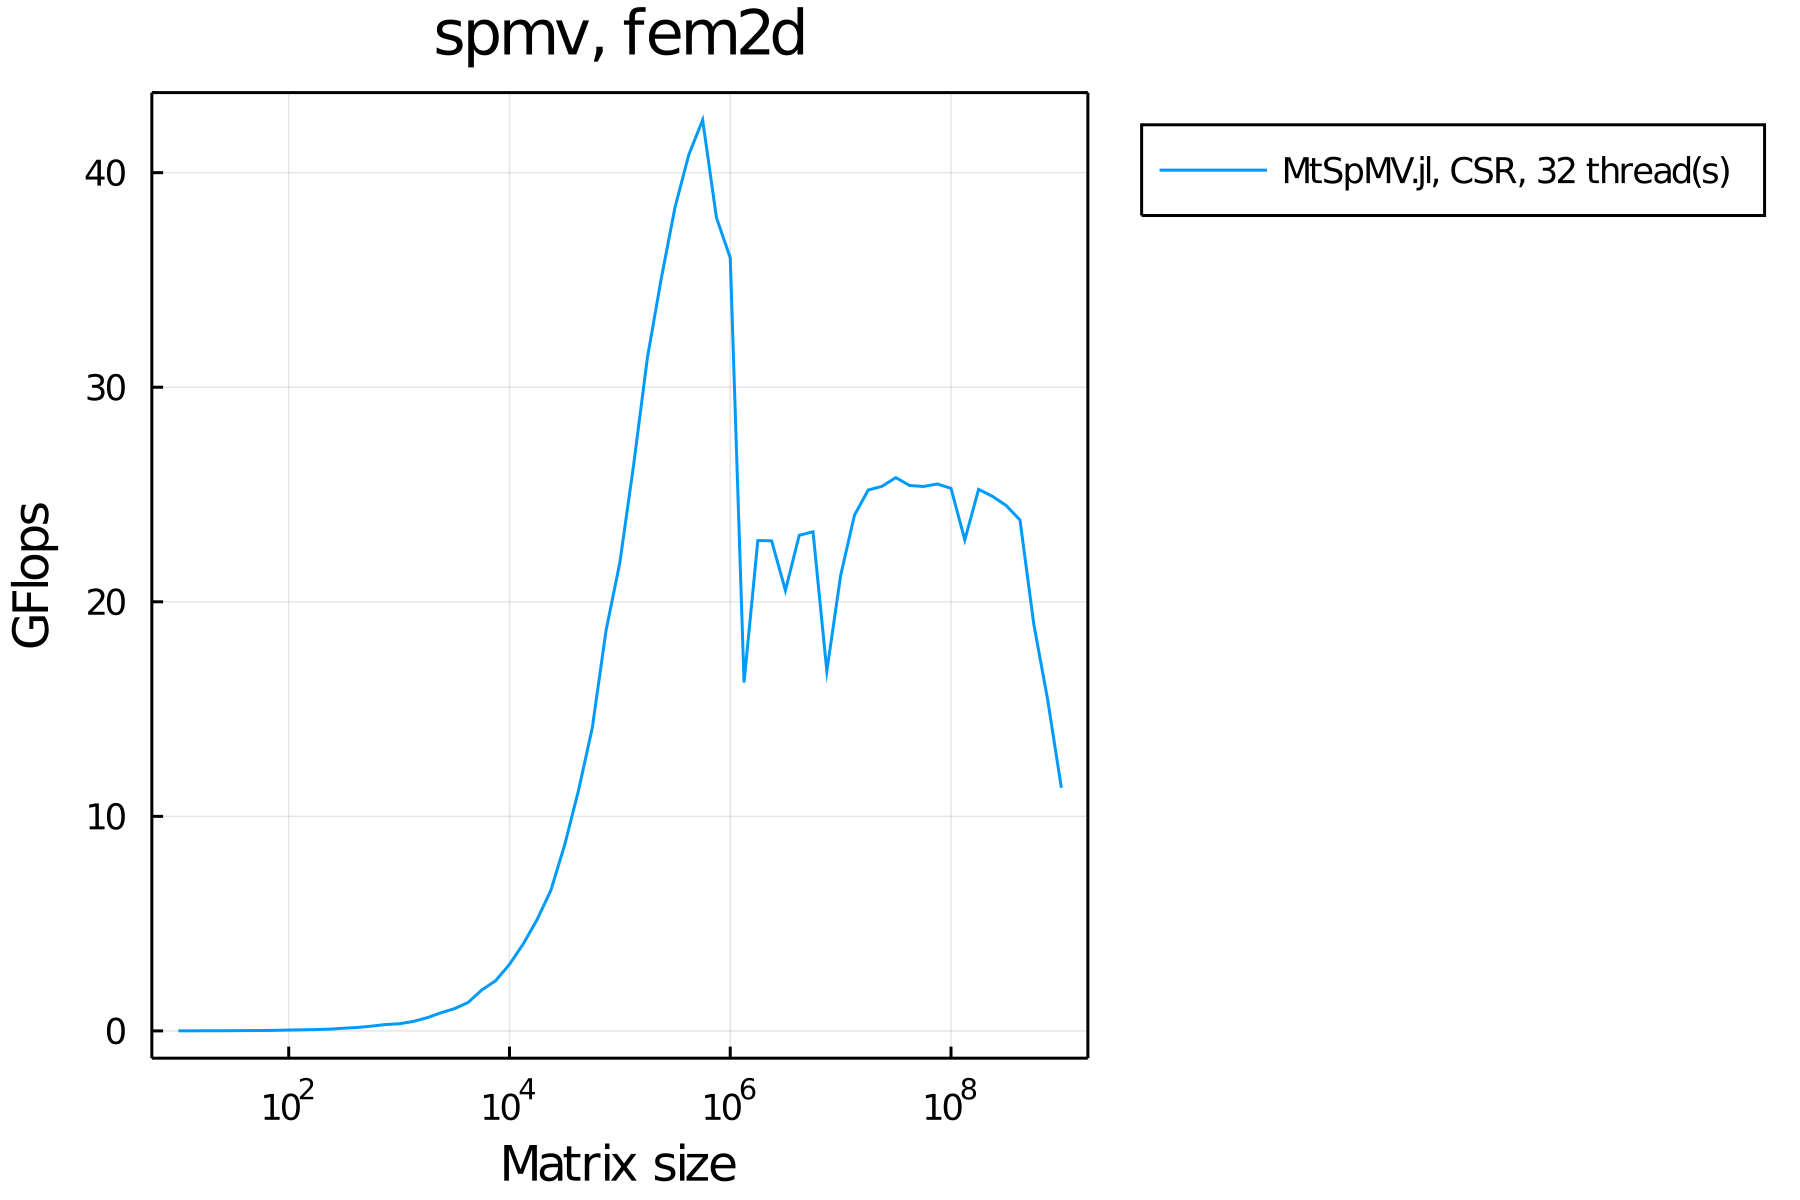 spmv, fem2d
MtSpMV.jl, CSR, 32 thread(s)
GFlops
40
30
20
10
0
10^2
10^4
10^6
10^8
Matrix size